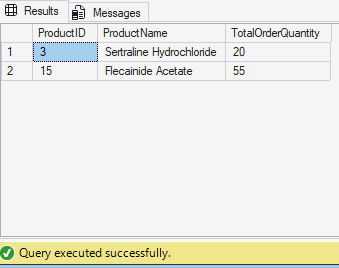 Results Messages
ProductID ProductName TotalOrderQuantity
1 3 Sertraline Hydrochloride 20
2 15 Flecainide Acetate 55
Query executed successfully.